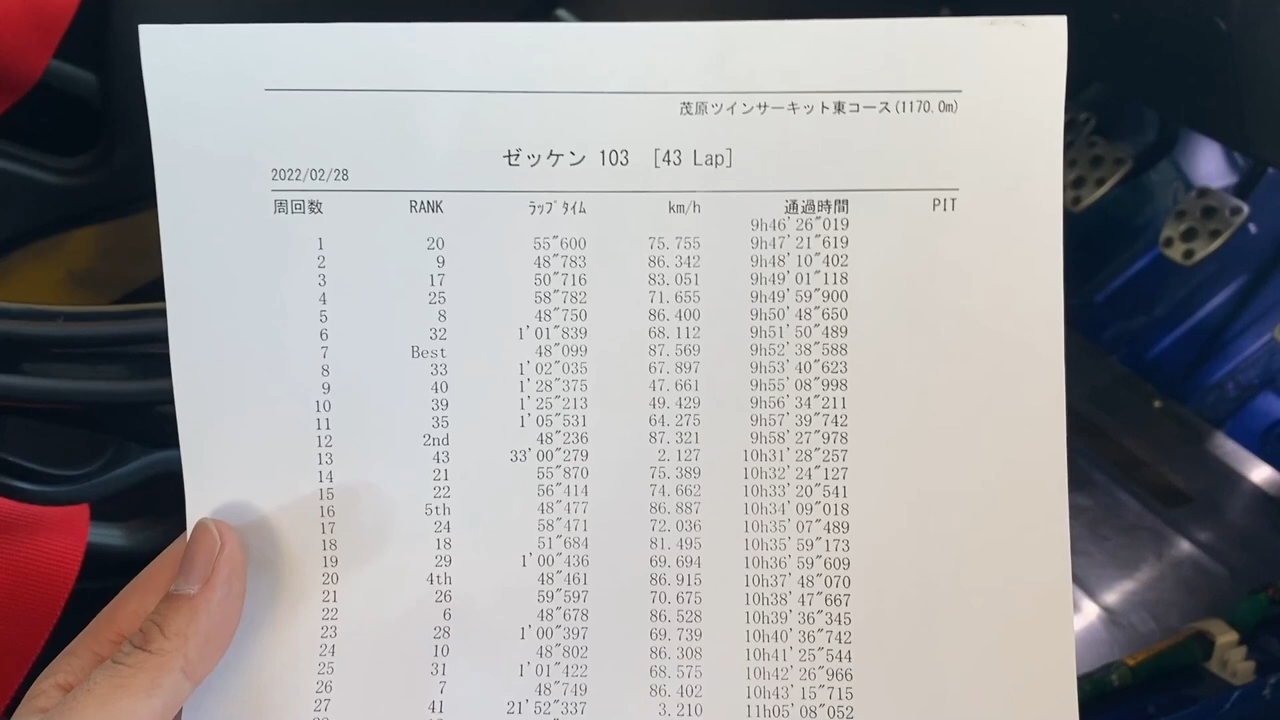 茂原ツインサーキット東コース(1170.0m)
ゼッケン 103 [43 Lap]
2022/02/28
周回数 RANK ﾗｯﾌﾟﾀｲﾑ km/h 通過時間 PIT
9h46'26"019
1 20 55"600 75.755 9h47'21"619
2 9 48"783 86.342 9h48'10"402
3 17 50"716 83.051 9h49'01"118
4 25 58"782 71.655 9h49'59"900
5 8 48"750 86.400 9h50'48"650
6 32 1'01"839 68.112 9h51'50"489
7 Best 48"099 87.569 9h52'38"588
8 33 1'02"035 67.897 9h53'40"623
9 40 1'28"375 47.661 9h55'08"998
10 39 1'25"213 49.429 9h56'34"211
11 35 1'05"531 64.275 9h57'39"742
12 2nd 48"236 87.321 9h58'27"978
13 43 33'00"279 2.127 10h31'28"257
14 21 55"870 75.389 10h32'24"127
15 22 56"414 74.662 10h33'20"541
16 5th 48"477 86.887 10h34'09"018
17 24 58"471 72.036 10h35'07"489
18 18 51"684 81.495 10h35'59"173
19 29 1'00"436 69.694 10h36'59"609
20 4th 48"461 86.915 10h37'48"070
21 26 59"597 70.675 10h38'47"667
22 6 48"678 86.528 10h39'36"345
23 28 1'00"397 69.739 10h40'36"742
24 10 48"802 86.308 10h41'25"544
25 31 1'01"422 68.575 10h42'26"966
26 7 48"749 86.402 10h43'15"715
27 41 21'52"337 3.210 11h05'08"052